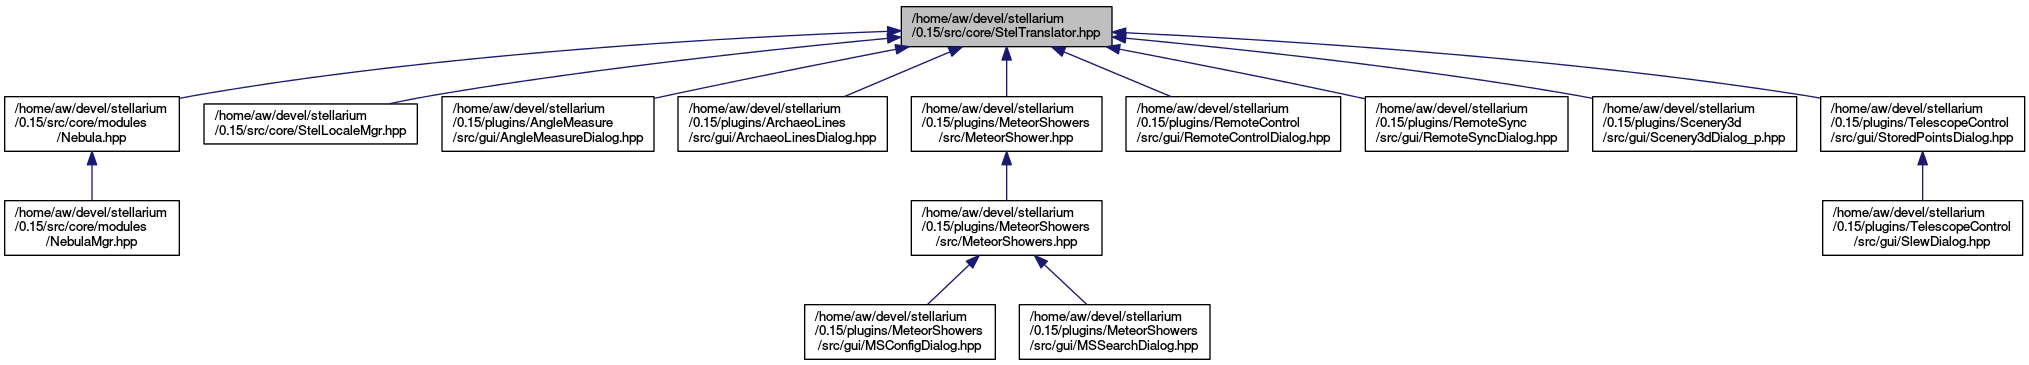 /home/aw/devel/stellarium
/0.15/src/core/StelTranslator.hpp
/home/aw/devel/stellarium
/0.15/src/core/modules
/Nebula.hpp
/home/aw/devel/stellarium
/0.15/src/core/StelLocaleMgr.hpp
/home/aw/devel/stellarium
/0.15/plugins/AngleMeasure
/src/gui/AngleMeasureDialog.hpp
/home/aw/devel/stellarium
/0.15/plugins/ArchaeoLines
/src/gui/ArchaeoLinesDialog.hpp
/home/aw/devel/stellarium
/0.15/plugins/MeteorShowers
/src/MeteorShower.hpp
/home/aw/devel/stellarium
/0.15/plugins/RemoteControl
/src/gui/RemoteControlDialog.hpp
/home/aw/devel/stellarium
/0.15/plugins/RemoteSync
/src/gui/RemoteSyncDialog.hpp
/home/aw/devel/stellarium
/0.15/plugins/Scenery3d
/src/gui/Scenery3dDialog_p.hpp
/home/aw/devel/stellarium
/0.15/plugins/TelescopeControl
/src/gui/StoredPointsDialog.hpp
/home/aw/devel/stellarium
/0.15/src/core/modules
/NebulaMgr.hpp
/home/aw/devel/stellarium
/0.15/plugins/MeteorShowers
/src/MeteorShowers.hpp
/home/aw/devel/stellarium
/0.15/plugins/TelescopeControl
/src/gui/SlewDialog.hpp
/home/aw/devel/stellarium
/0.15/plugins/MeteorShowers
/src/gui/MSConfigDialog.hpp
/home/aw/devel/stellarium
/0.15/plugins/MeteorShowers
/src/gui/MSSearchDialog.hpp